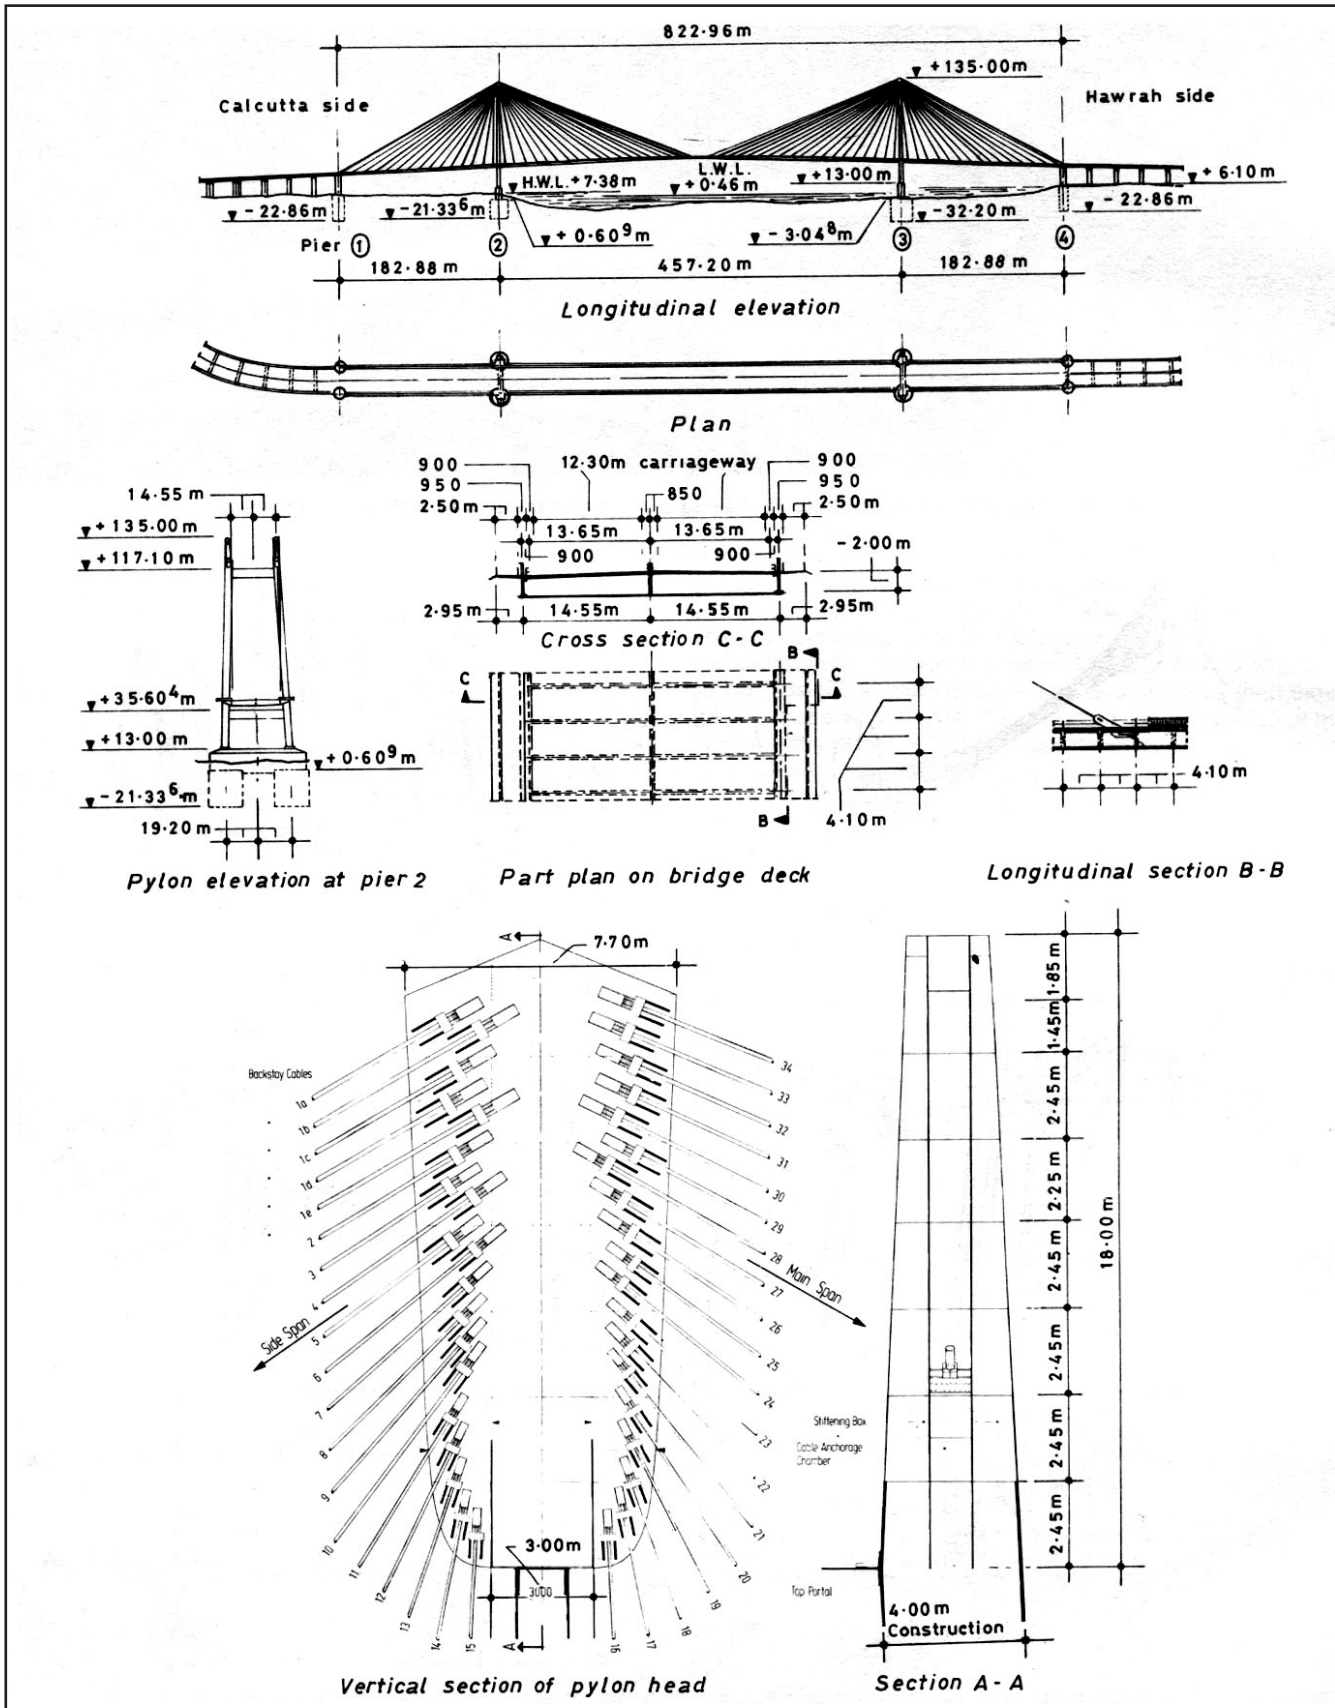 822·96m
+135·00m
Calcutta side
Hawrah side
H.W.L.+7·38m
L.W.L.
+0·46m
+13·00m
+6·10m
-22·86m
-21·33⁶m
-32·20m
-22·86m
Pier 1
2
+0·60⁹m
-3·04⁸m
3
4
182·88m
457·20m
182·88m
Longitudinal elevation
Plan
900
12·30m carriageway
900
950
850
950
2·50m
2·50m
13·65m
13·65m
900
900
-2·00m
2·95m
14·55m
14·55m
2·95m
Cross section C-C
14·55m
+135·00m
+117·10m
+35·60⁴m
+13·00m
+0·60⁹m
-21·33⁶m
19·20m
Pylon elevation at pier 2
B
C
C
B
4·10m
Part plan on bridge deck
4·10m
Longitudinal section B-B
A
7·70m
Backstay Cables
1a
1b
1c
1d
1e
2
3
4
5
6
7
8
9
10
11
12
13
14
15
Side Span
34
33
32
31
30
29
28
27
26
25
24
23
22
21
20
19
18
17
16
Main Span
3·00m
3000
A
Vertical section of pylon head
1·85m
1·45m
2·45m
2·25m
2·45m
2·45m
2·45m
2·45m
18·00m
Stiffening Box
Cable Anchorage
Chamber
Top Portal
4·00m
Construction
Section A-A